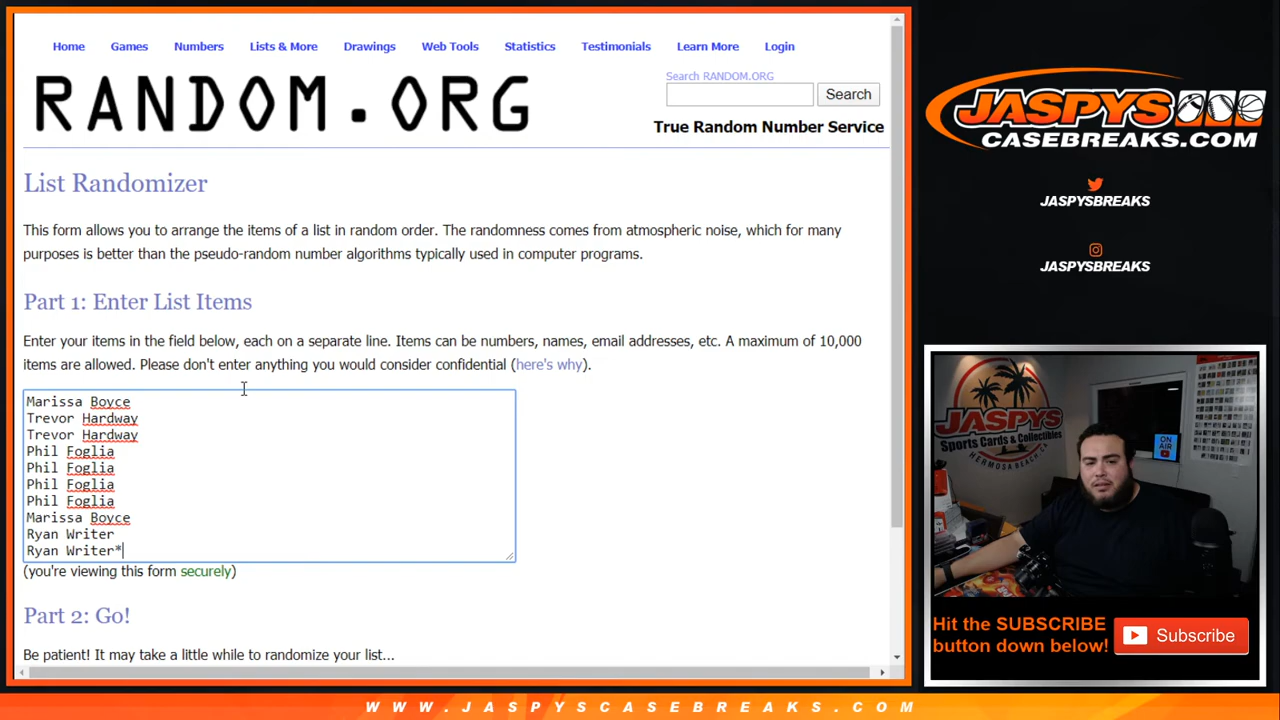 Home Games Numbers Lists & More Drawings Web Tools Statistics Testimonials Learn More Login
RANDOM.ORG
Search RANDOM.ORG
Search
True Random Number Service
List Randomizer
This form allows you to arrange the items of a list in random order. The randomness comes from atmospheric noise, which for many
purposes is better than the pseudo-random number algorithms typically used in computer programs.
Part 1: Enter List Items
Enter your items in the field below, each on a separate line. Items can be numbers, names, email addresses, etc. A maximum of 10,000
items are allowed. Please don't enter anything you would consider confidential (here's why).
Marissa Boyce
Trevor Hardway
Trevor Hardway
Phil Foglia
Phil Foglia
Phil Foglia
Phil Foglia
Marissa Boyce
Ryan Writer
Ryan Writer*
(you're viewing this form securely)
Part 2: Go!
Be patient! It may take a little while to randomize your list...
JASPYS
CASEBREAKS.COM
JASPYSBREAKS
JASPYSBREAKS
JASPYS
Sports Cards & Collectibles
HERMOSA BEACH, CA
ON
AIR
Hit the SUBSCRIBE
button down below!
Subscribe
WWW.JASPYSCASEBREAKS.COM